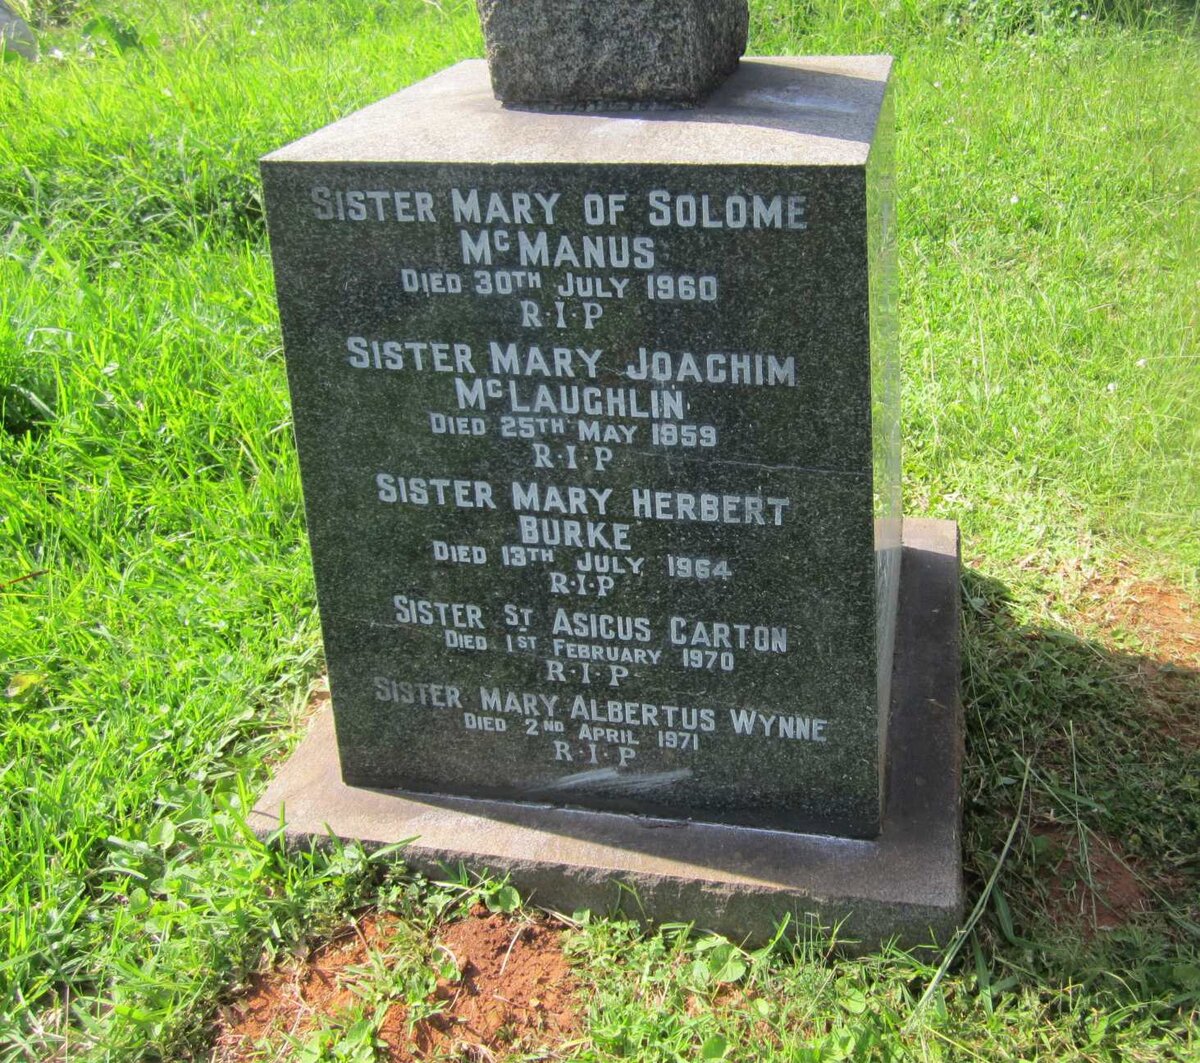 SISTER MARY OF SOLOME
McMANUS
DIED 30TH JULY 1960
R·I·P
SISTER MARY JOACHIM
McLAUGHLIN
DIED 25TH MAY 1959
R·I·P
SISTER MARY HERBERT
BURKE
DIED 13TH JULY 1964
R·I·P
SISTER ST ASICUS CARTON
DIED 1ST FEBRUARY 1970
R·I·P
SISTER MARY ALBERTUS WYNNE
DIED 2ND APRIL 1971
R·I·P